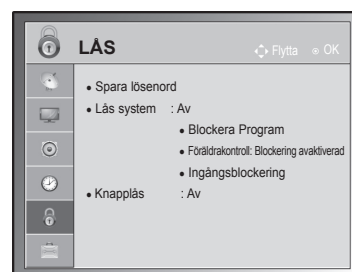 LÅS
Flytta OK
• Spara lösenord
• Lås system : Av
• Blockera Program
• Föräldrakontroll: Blockering avaktiverad
• Ingångsblockering
• Knapplås : Av